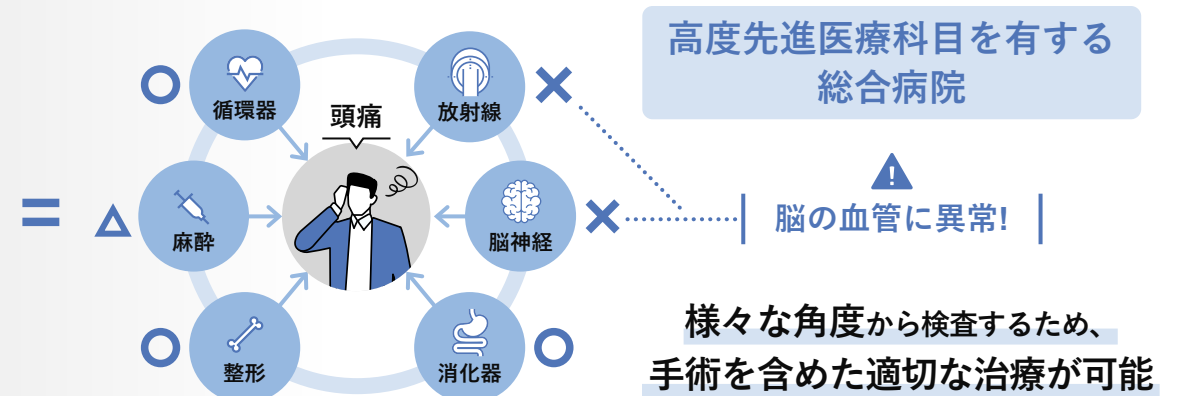 高度先進医療科目を有する
総合病院
循環器
放射線
頭痛
麻酔
脳神経
脳の血管に異常!
整形
消化器
様々な角度から検査するため、
手術を含めた適切な治療が可能